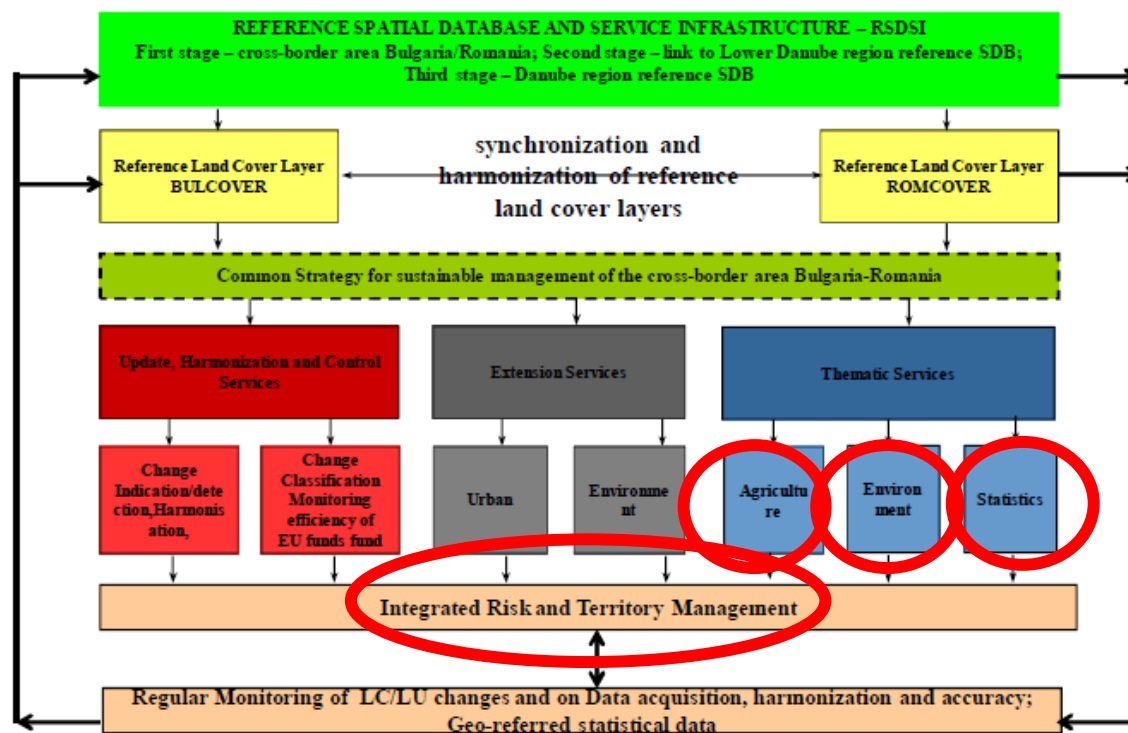 REFERENCE SPATIAL DATABASE AND SERVICE INFRASTRUCTURE – RSDSI
First stage – cross-border area Bulgaria/Romania; Second stage – link to Lower Danube region reference SDB;
Third stage – Danube region reference SDB
Reference Land Cover Layer
BULCOVER
synchronization and
harmonization of reference
land cover layers
Reference Land Cover Layer
ROMCOVER
Common Strategy for sustainable management of the cross-border area Bulgaria-Romania
Update, Harmonization and Control
Services
Extension Services
Thematic Services
Change
Indication/dete
ction,Harmonis
ation,
Change
Classification
Monitoring
efficiency of
EU funds fund
Urban
Environme
nt
Agricultu
re
Environ
ment
Statistics
Integrated Risk and Territory Management
Regular Monitoring of LC/LU changes and on Data acquisition, harmonization and accuracy;
Geo-referred statistical data